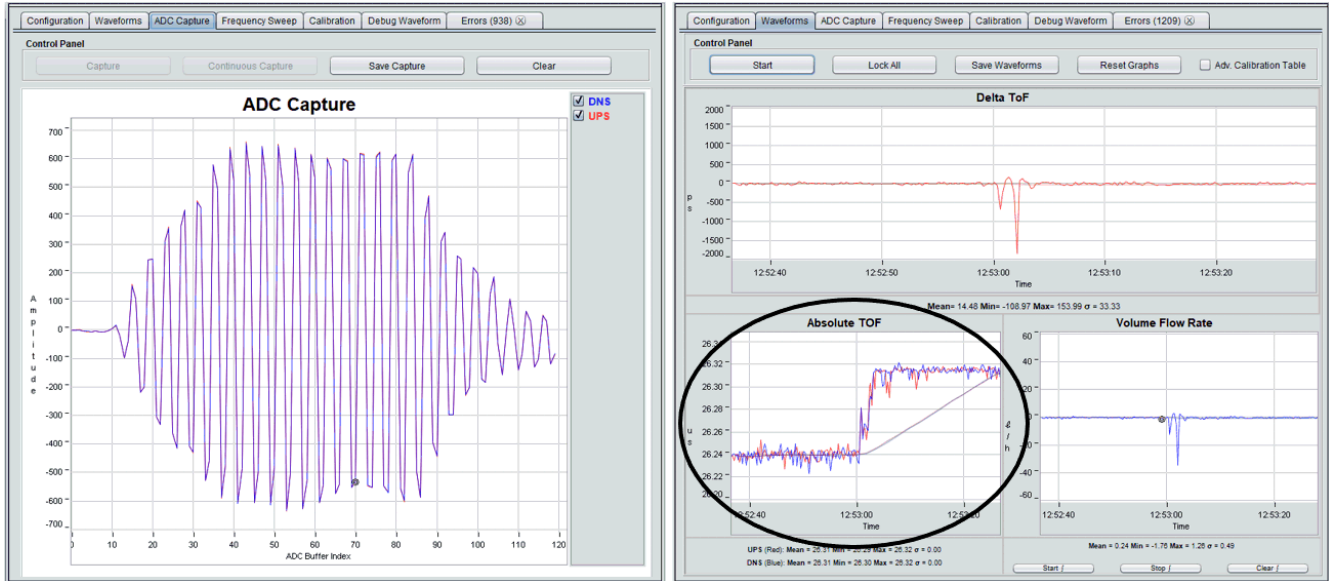 Configuration Waveforms ADC Capture Frequency Sweep Calibration Debug Waveform Errors (938)
Control Panel
Capture Continuous Capture Save Capture Clear
ADC Capture
DNS
UPS
700
600
500
400
300
200
100
0
-100
-200
-300
-400
-500
-600
-700
Amplitude
0 10 20 30 40 50 60 70 80 90 100 110 120
ADC Buffer Index
Configuration Waveforms ADC Capture Frequency Sweep Calibration Debug Waveform Errors (1209)
Control Panel
Start Lock All Save Waveforms Reset Graphs Adv. Calibration Table
Delta ToF
2000
1500
1000
500
0
-500
-1000
-1500
-2000
ps
12:52:40 12:52:50 12:53:00 12:53:10 12:53:20
Time
Mean= 14.48 Min= -108.97 Max= 153.99 σ = 33.33
Absolute TOF
26.32
26.30
26.28
26.26
26.24
26.22
26.20
us
12:52:40 12:53:00 12:53:20
Time
UPS (Red): Mean = 26.31 Min = 26.29 Max = 26.32 σ = 0.00
DNS (Blue): Mean = 26.31 Min = 26.30 Max = 26.32 σ = 0.00
Volume Flow Rate
60
40
20
0
-20
-40
-60
ℓ/h
12:52:40 12:53:00 12:53:20
Time
Mean = 0.24 Min = -1.76 Max = 1.26 σ = 0.49
Start ∫ Stop ∫ Clear ∫